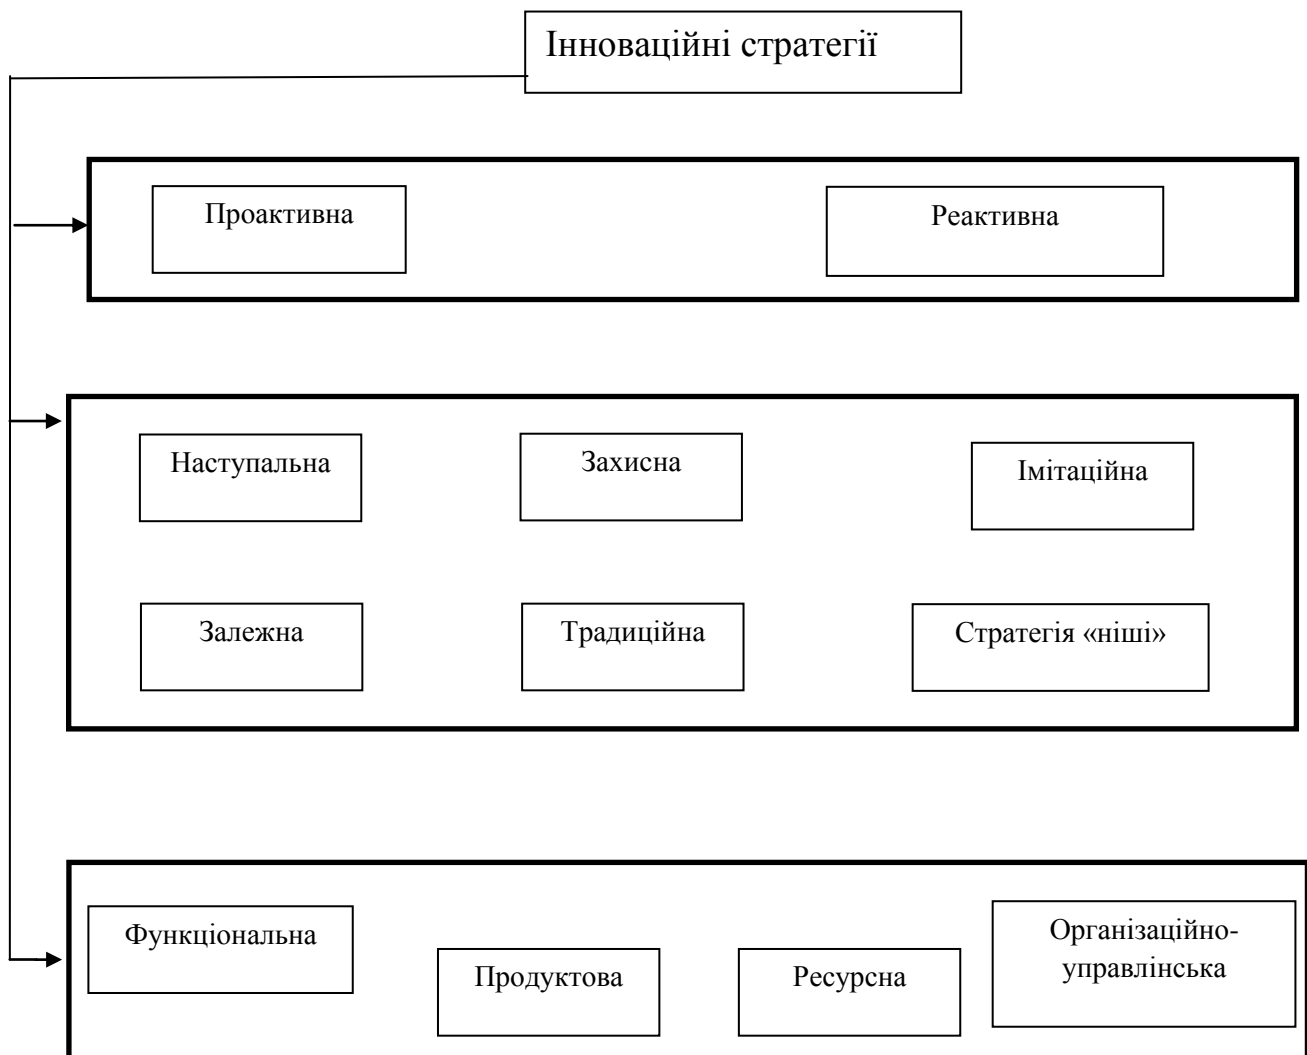 Інноваційні стратегії
Проактивна
Реактивна
Наступальна
Захисна
Імітаційна
Залежна
Традиційна
Стратегія «ніші»
Функціональна
Продуктова
Ресурсна
Організаційно-
управлінська